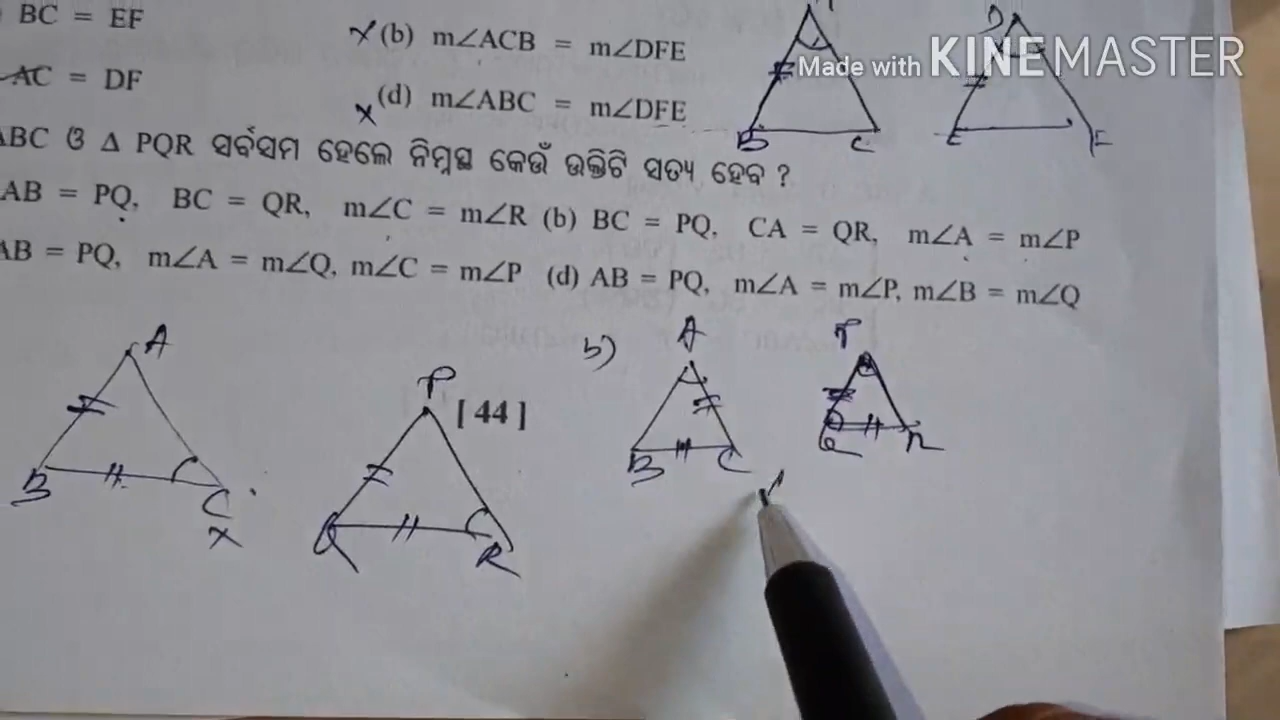 BC = EF
(b) m∠ACB = m∠DFE
AC = DF
(d) m∠ABC = m∠DFE
Made with KINEMASTER
D
B C E F
ABC ଓ Δ PQR ସର୍ବସମ ହେଲେ ନିମ୍ନସ୍ଥ କେଉଁ ଉକ୍ତିଟି ସତ୍ୟ ହେବ ?
AB = PQ, BC = QR, m∠C = m∠R (b) BC = PQ, CA = QR, m∠A = m∠P
AB = PQ, m∠A = m∠Q, m∠C = m∠P (d) AB = PQ, m∠A = m∠P, m∠B = m∠Q
A P [ 44 ] b) A P
B C Q R B C Q R